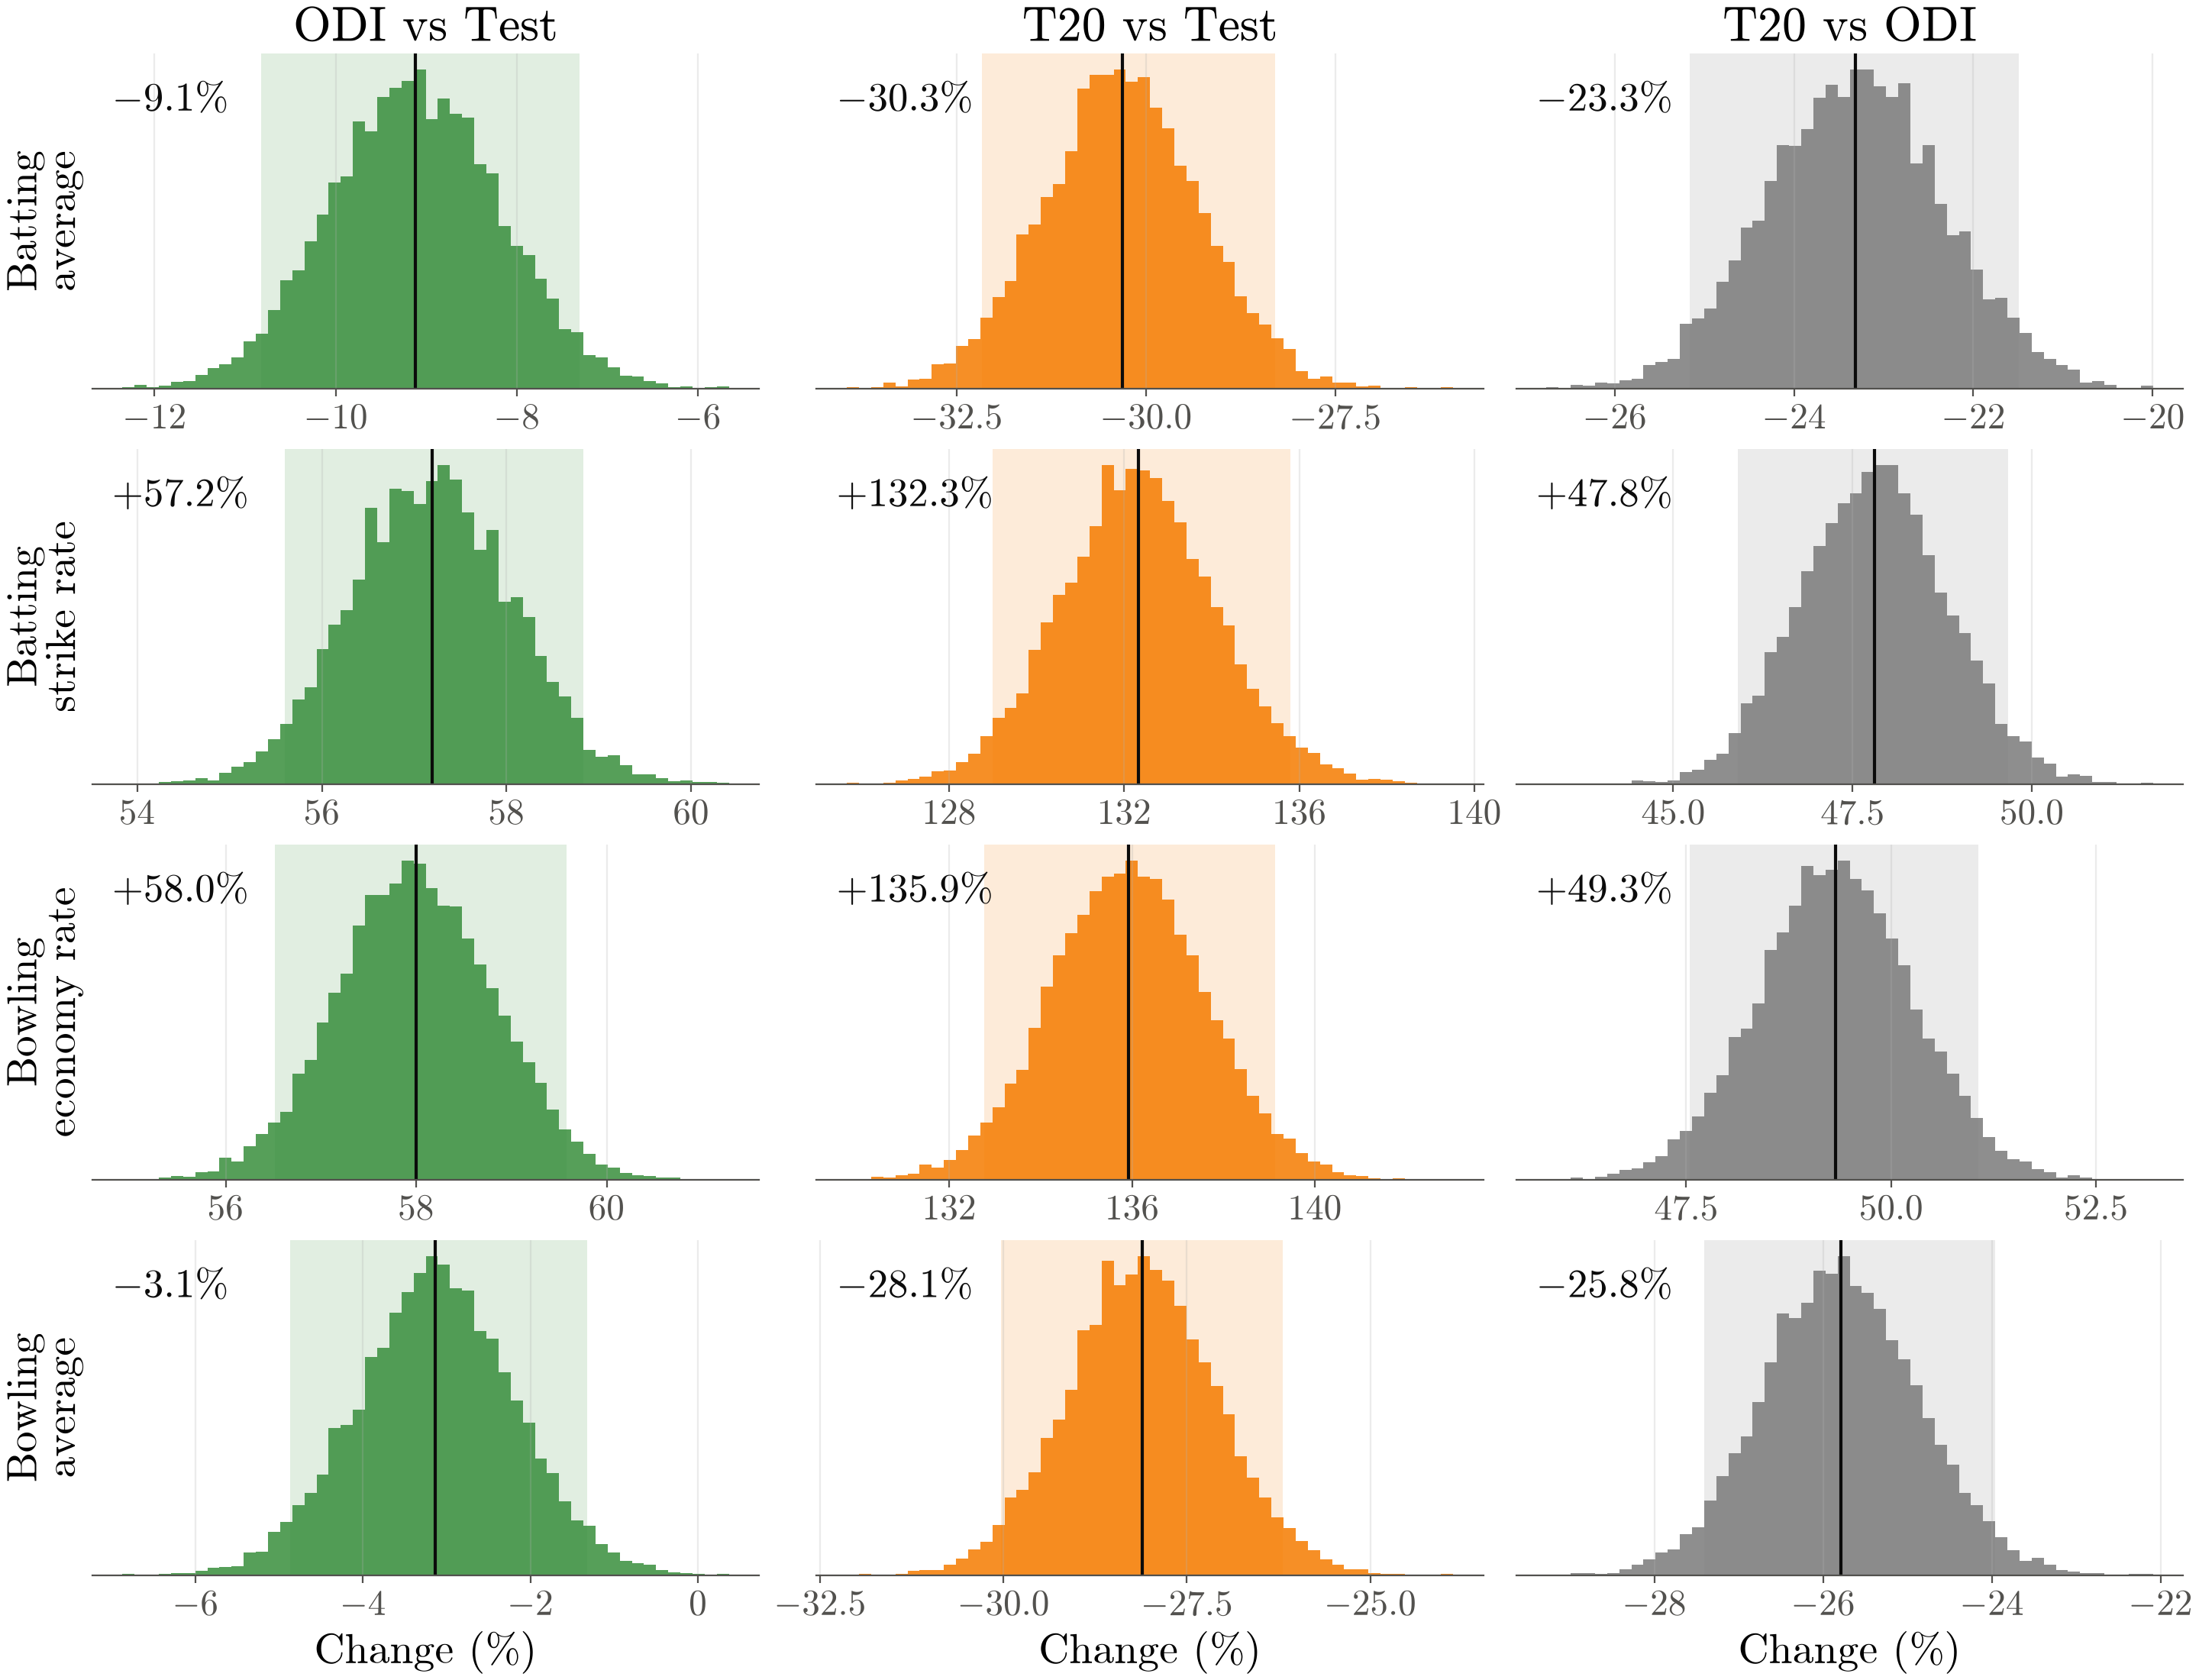 ODI vs Test
T20 vs Test
T20 vs ODI
Batting
average
−9.1%
−30.3%
−23.3%
−12 −10 −8 −6
−32.5 −30.0 −27.5
−26 −24 −22 −20
Batting
strike rate
+57.2%
+132.3%
+47.8%
54 56 58 60
128 132 136 140
45.0 47.5 50.0
Bowling
economy rate
+58.0%
+135.9%
+49.3%
56 58 60
132 136 140
47.5 50.0 52.5
Bowling
average
−3.1%
−28.1%
−25.8%
−6 −4 −2 0
−32.5 −30.0 −27.5 −25.0
−28 −26 −24 −22
Change (%)
Change (%)
Change (%)